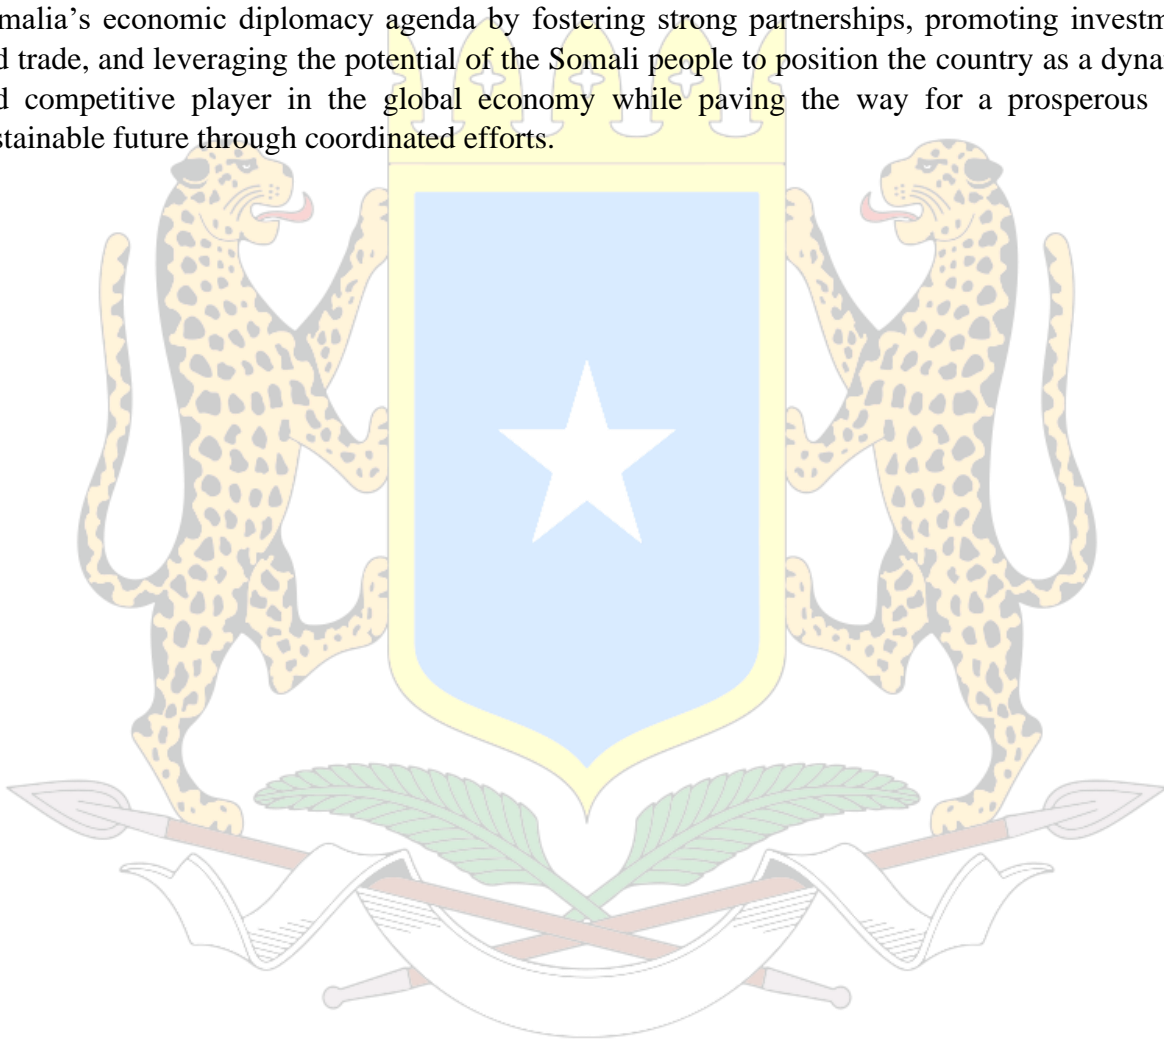 malia’s economic diplomacy agenda by fostering strong partnerships, promoting investm
d trade, and leveraging the potential of the Somali people to position the country as a dyna
d competitive player in the global economy while paving the way for a prosperous
stainable future through coordinated efforts.